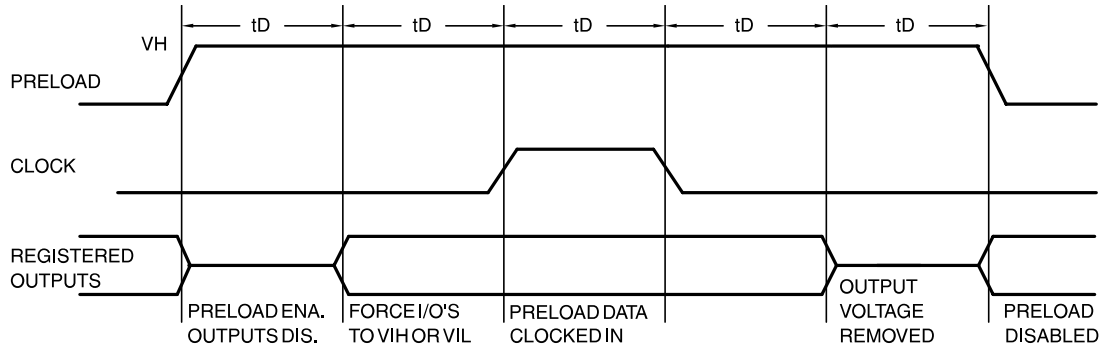 tD tD tD tD tD
VH
PRELOAD
CLOCK
REGISTERED
OUTPUTS
PRELOAD ENA.
OUTPUTS DIS.
FORCE I/O'S
TO VIH OR VIL
PRELOAD DATA
CLOCKED IN
OUTPUT
VOLTAGE
REMOVED
PRELOAD
DISABLED